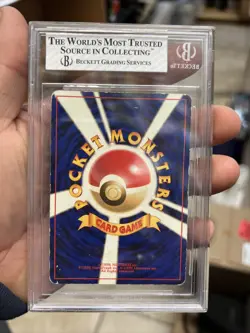 The World's Most Trusted
Source in Collecting™
B Beckett Grading Services
POCKET MONSTERS
CARD GAME